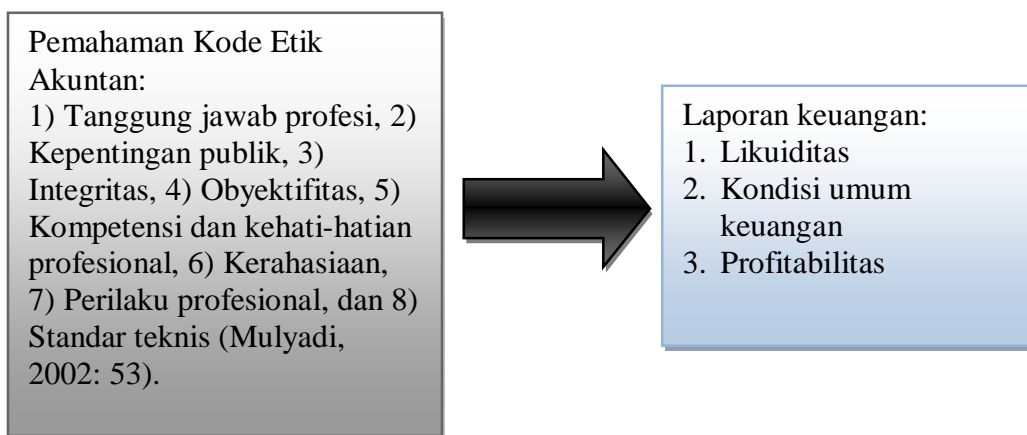 Pemahaman Kode Etik
Akuntan:
1) Tanggung jawab profesi, 2)
Kepentingan publik, 3)
Integritas, 4) Obyektifitas, 5)
Kompetensi dan kehati-hatian
profesional, 6) Kerahasiaan,
7) Perilaku profesional, dan 8)
Standar teknis (Mulyadi,
2002: 53).
Laporan keuangan:
1. Likuiditas
2. Kondisi umum
keuangan
3. Profitabilitas